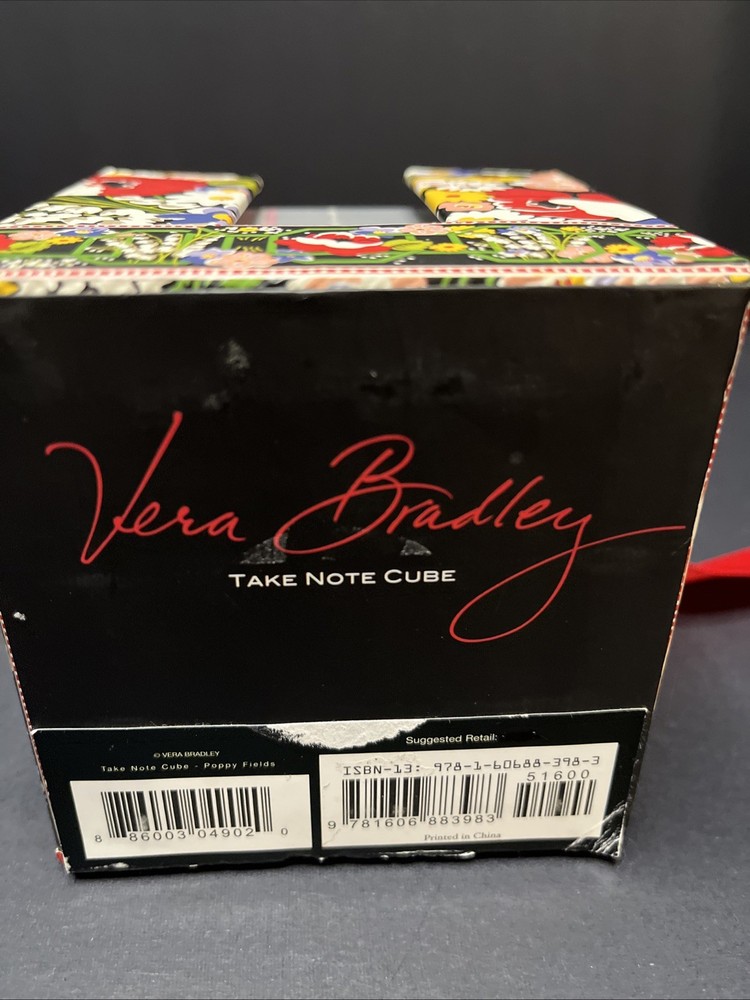 Vera Bradley
TAKE NOTE CUBE
© VERA BRADLEY
Take Note Cube - Poppy Fields
8 86003 04902 0
Suggested Retail:
ISBN-13: 978-1-60688-398-3
51600
9 781606 883983
Printed in China